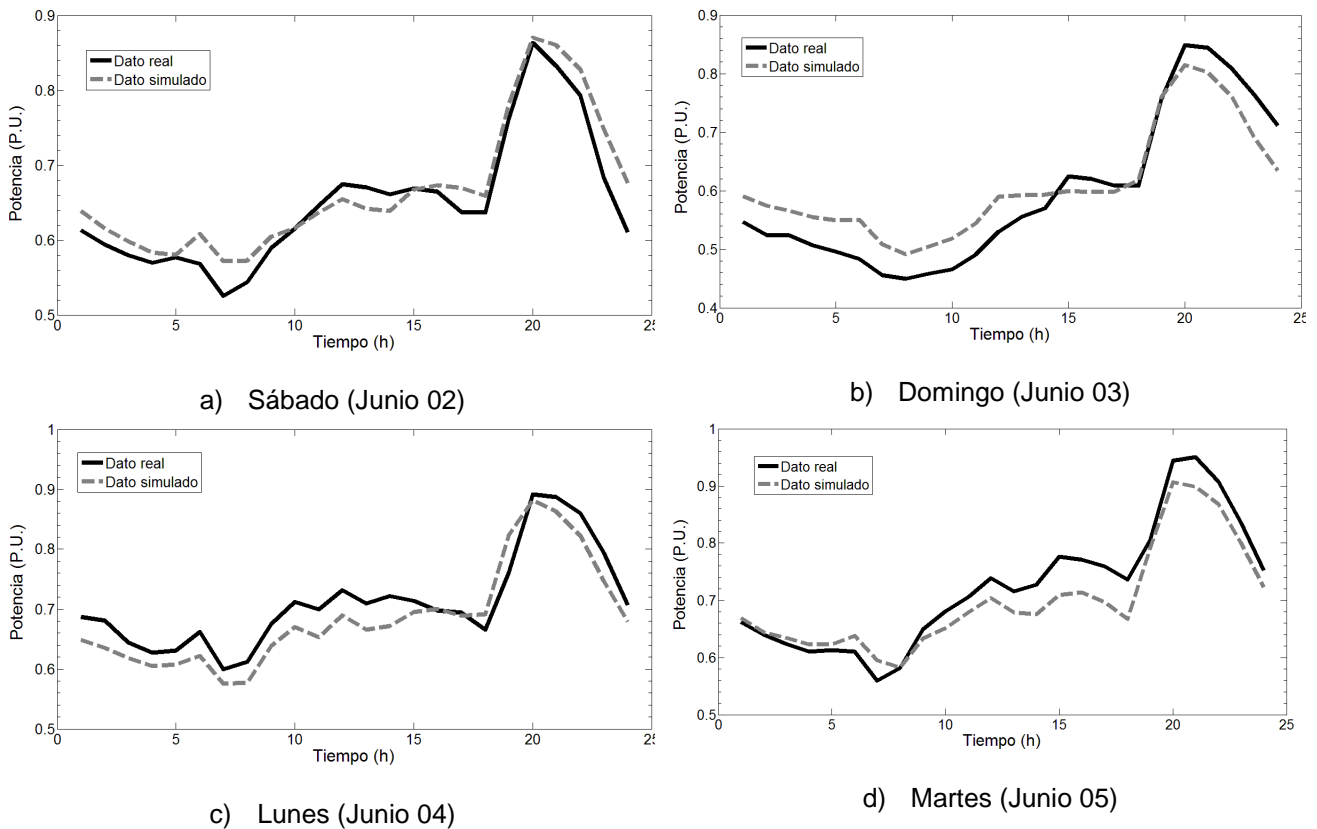 0.9
0.8
0.7
0.6
0.5
0
5
10
15
20
25
Potencia (P.U.)
Tiempo (h)
Dato real
Dato simulado
a) Sábado (Junio 02)
0.9
0.8
0.7
0.6
0.5
0.4
0
5
10
15
20
25
Potencia (P.U.)
Tiempo (h)
Dato real
Dato simulado
b) Domingo (Junio 03)
1
0.9
0.8
0.7
0.6
0.5
0
5
10
15
20
25
Potencia (P.U.)
Tiempo (h)
Dato real
Dato simulado
c) Lunes (Junio 04)
1
0.9
0.8
0.7
0.6
0.5
0
5
10
15
20
25
Potencia (P.U.)
Tiempo (h)
Dato real
Dato simulado
d) Martes (Junio 05)